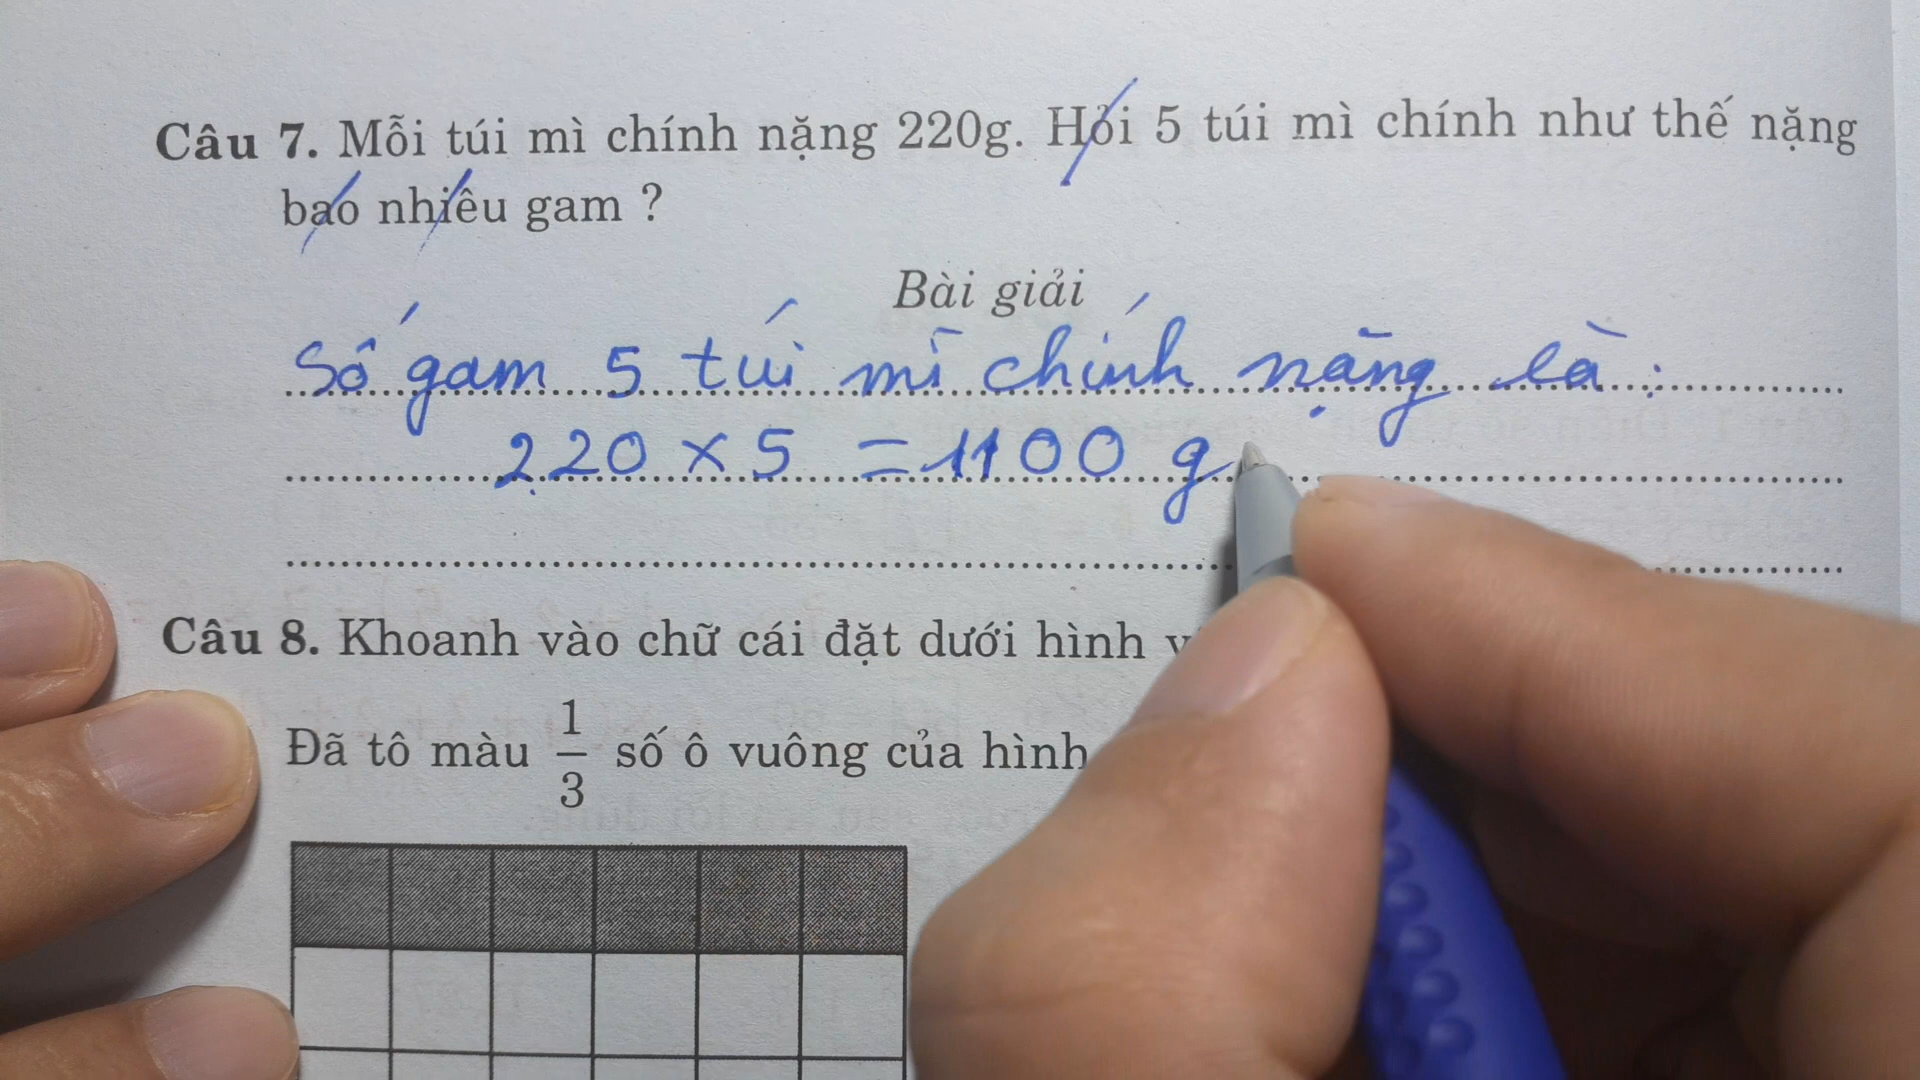 Câu 7. Mỗi túi mì chính nặng 220g. Hỏi 5 túi mì chính như thế nặng
bao nhiêu gam ?
Bài giải
Số gam 5 túi mì chính nặng là :
220 × 5 = 1100 g
Câu 8. Khoanh vào chữ cái đặt dưới hình
Đã tô màu 1/3 số ô vuông của hình